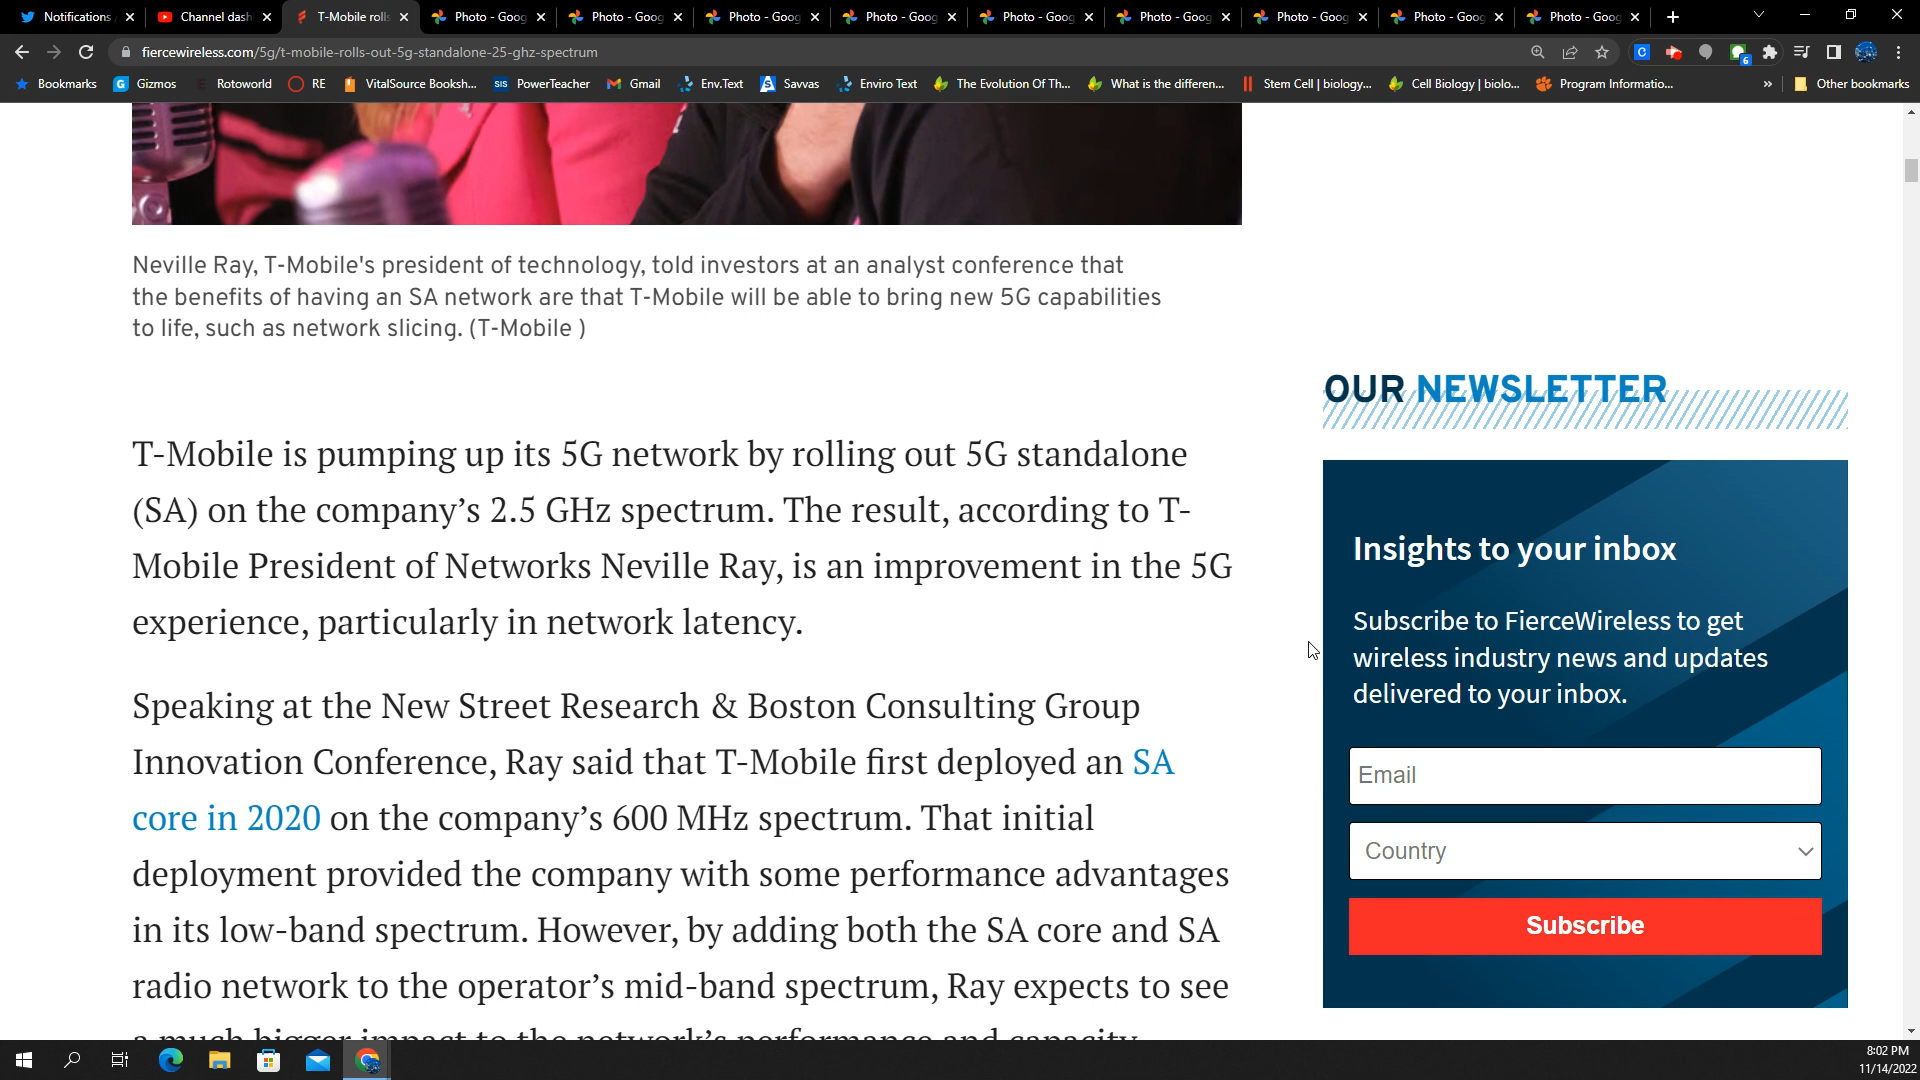 Notifications
Channel dash
T-Mobile rolls
Photo - Goog
Photo - Goog
Photo - Goog
Photo - Goog
Photo - Goog
Photo - Goog
Photo - Goog
Photo - Goog
Photo - Goog
fiercewireless.com/5g/t-mobile-rolls-out-5g-standalone-25-ghz-spectrum
6
Bookmarks
Gizmos
Rotoworld
RE
VitalSource Booksh...
SIS PowerTeacher
Gmail
Env.Text
Savvas
Enviro Text
The Evolution Of Th...
What is the differen...
Stem Cell | biology...
Cell Biology | biolo...
Program Informatio...
Other bookmarks
Neville Ray, T-Mobile's president of technology, told investors at an analyst conference that
the benefits of having an SA network are that T-Mobile will be able to bring new 5G capabilities
to life, such as network slicing. (T-Mobile )
T-Mobile is pumping up its 5G network by rolling out 5G standalone
(SA) on the company’s 2.5 GHz spectrum. The result, according to T-
Mobile President of Networks Neville Ray, is an improvement in the 5G
experience, particularly in network latency.
Speaking at the New Street Research & Boston Consulting Group
Innovation Conference, Ray said that T-Mobile first deployed an SA
core in 2020 on the company’s 600 MHz spectrum. That initial
deployment provided the company with some performance advantages
in its low-band spectrum. However, by adding both the SA core and SA
radio network to the operator’s mid-band spectrum, Ray expects to see
a much bigger impact to the network’s performance and capacity.
OUR NEWSLETTER
Insights to your inbox
Subscribe to FierceWireless to get
wireless industry news and updates
delivered to your inbox.
Email
Country
Subscribe
8:02 PM
11/14/2022